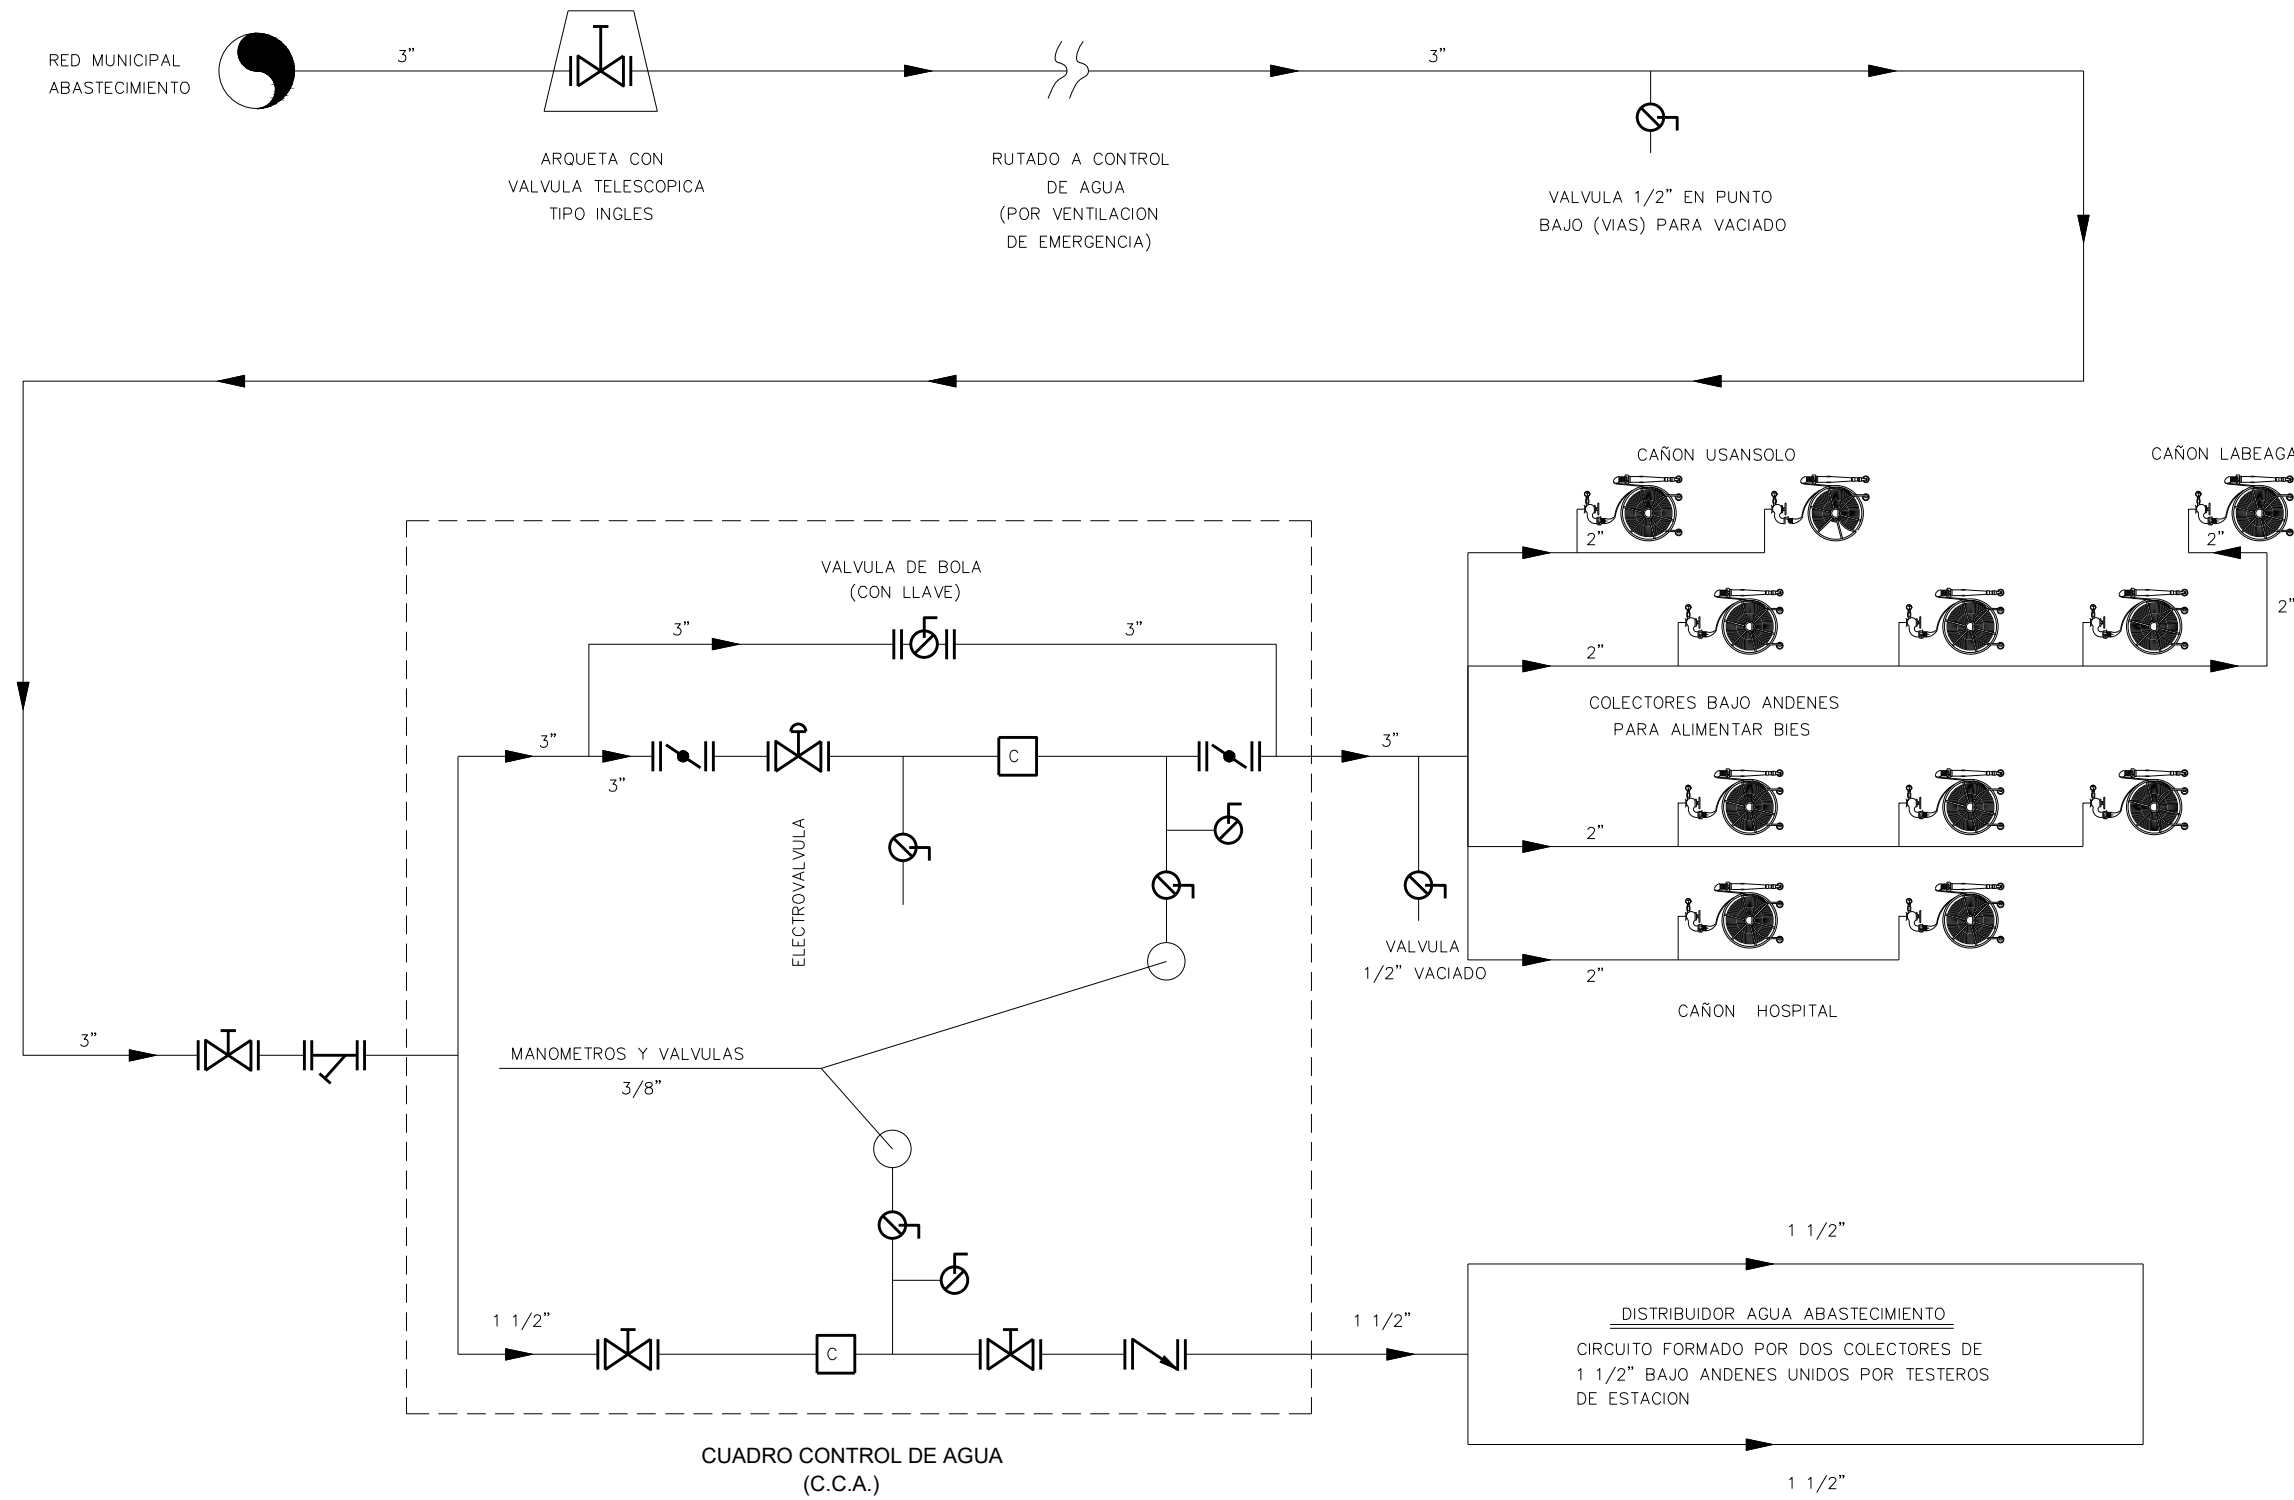 RED MUNICIPAL
ABASTECIMIENTO
3”
ARQUETA CON
VALVULA TELESCOPICA
TIPO INGLES
RUTADO A CONTROL
DE AGUA
(POR VENTILACION
DE EMERGENCIA)
3”
VALVULA 1/2” EN PUNTO
BAJO (VIAS) PARA VACIADO
CAÑON USANSOLO
CAÑON LABEAGA
2”
2”
2”
VALVULA DE BOLA
(CON LLAVE)
3”
3”
2”
COLECTORES BAJO ANDENES
PARA ALIMENTAR BIES
3”
3”
C
3”
ELECTROVALVULA
2”
VALVULA
1/2” VACIADO
2”
CAÑON HOSPITAL
3”
MANOMETROS Y VALVULAS
3/8”
1 1/2”
C
1 1/2”
1 1/2”
DISTRIBUIDOR AGUA ABASTECIMIENTO
CIRCUITO FORMADO POR DOS COLECTORES DE
1 1/2” BAJO ANDENES UNIDOS POR TESTEROS
DE ESTACION
1 1/2”
CUADRO CONTROL DE AGUA
(C.C.A.)